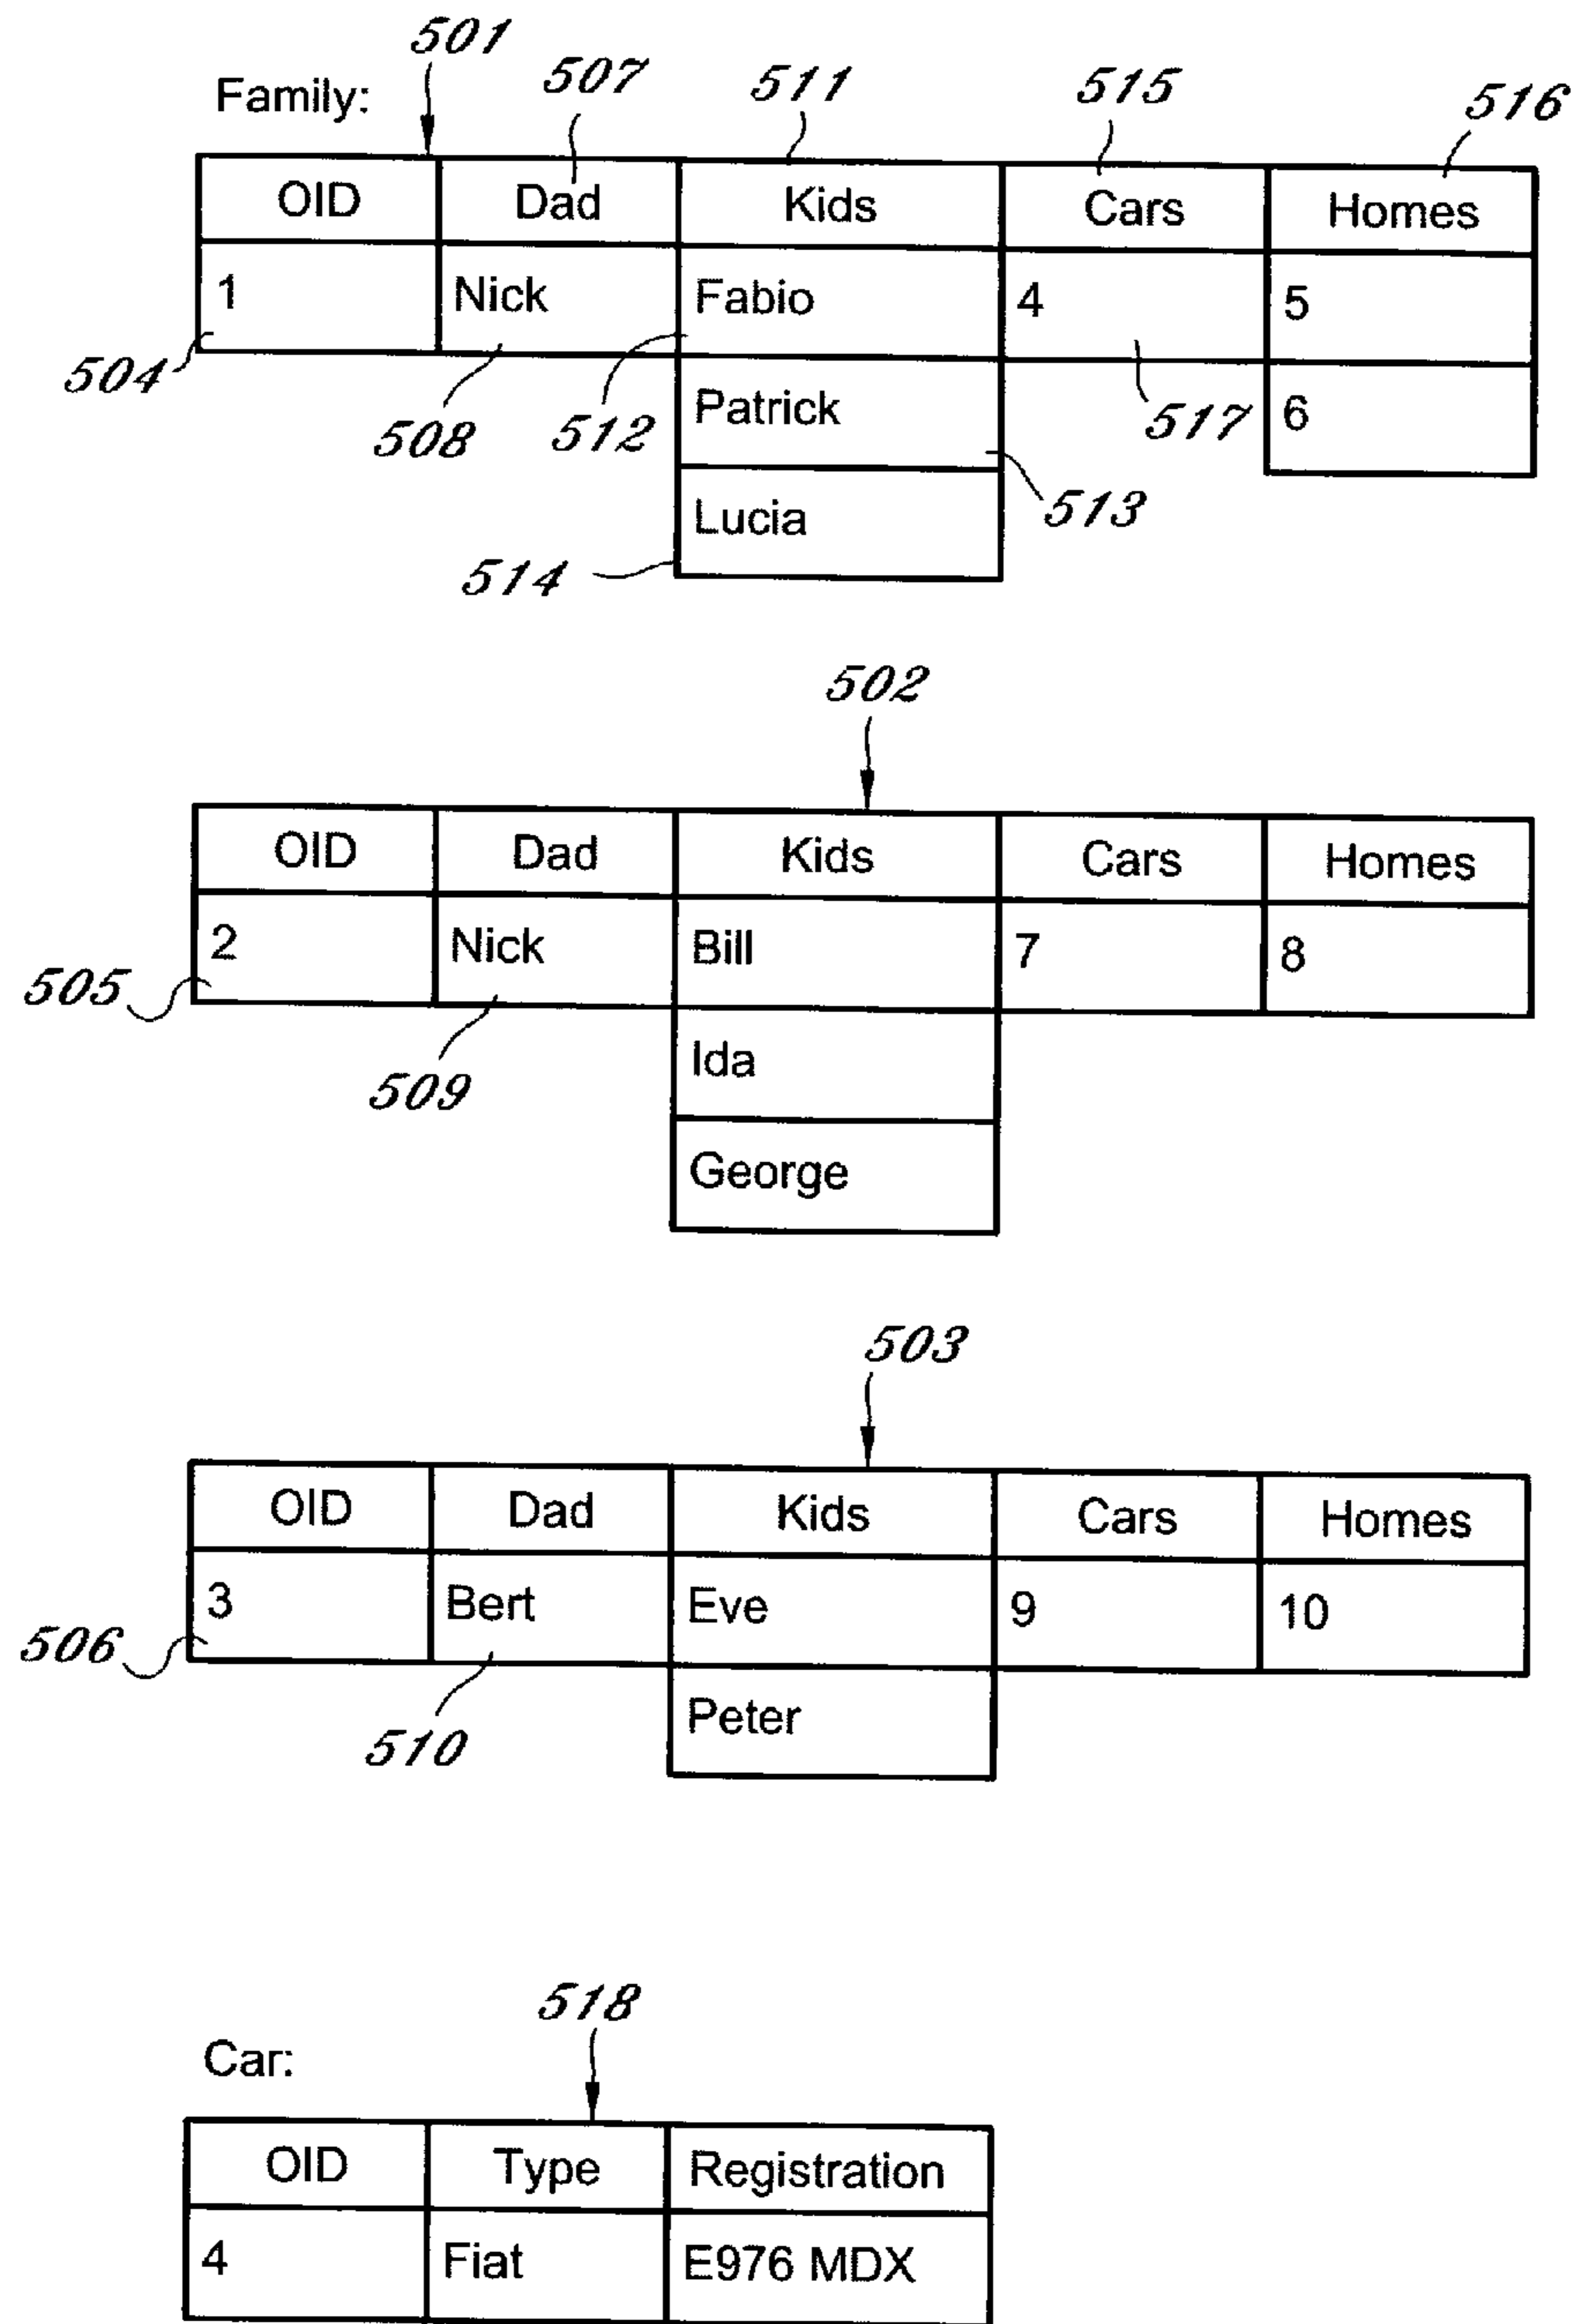 501
Family: 507 511 515 516
OID Dad Kids Cars Homes
1 Nick Fabio 4 5
504 508 512 Patrick 517 6
Lucia 513
514
502
OID Dad Kids Cars Homes
2 Nick Bill 7 8
505
509 Ida
George
503
OID Dad Kids Cars Homes
3 Bert Eve 9 10
506
510 Peter
518
Car:
OID Type Registration
4 Fiat E976 MDX